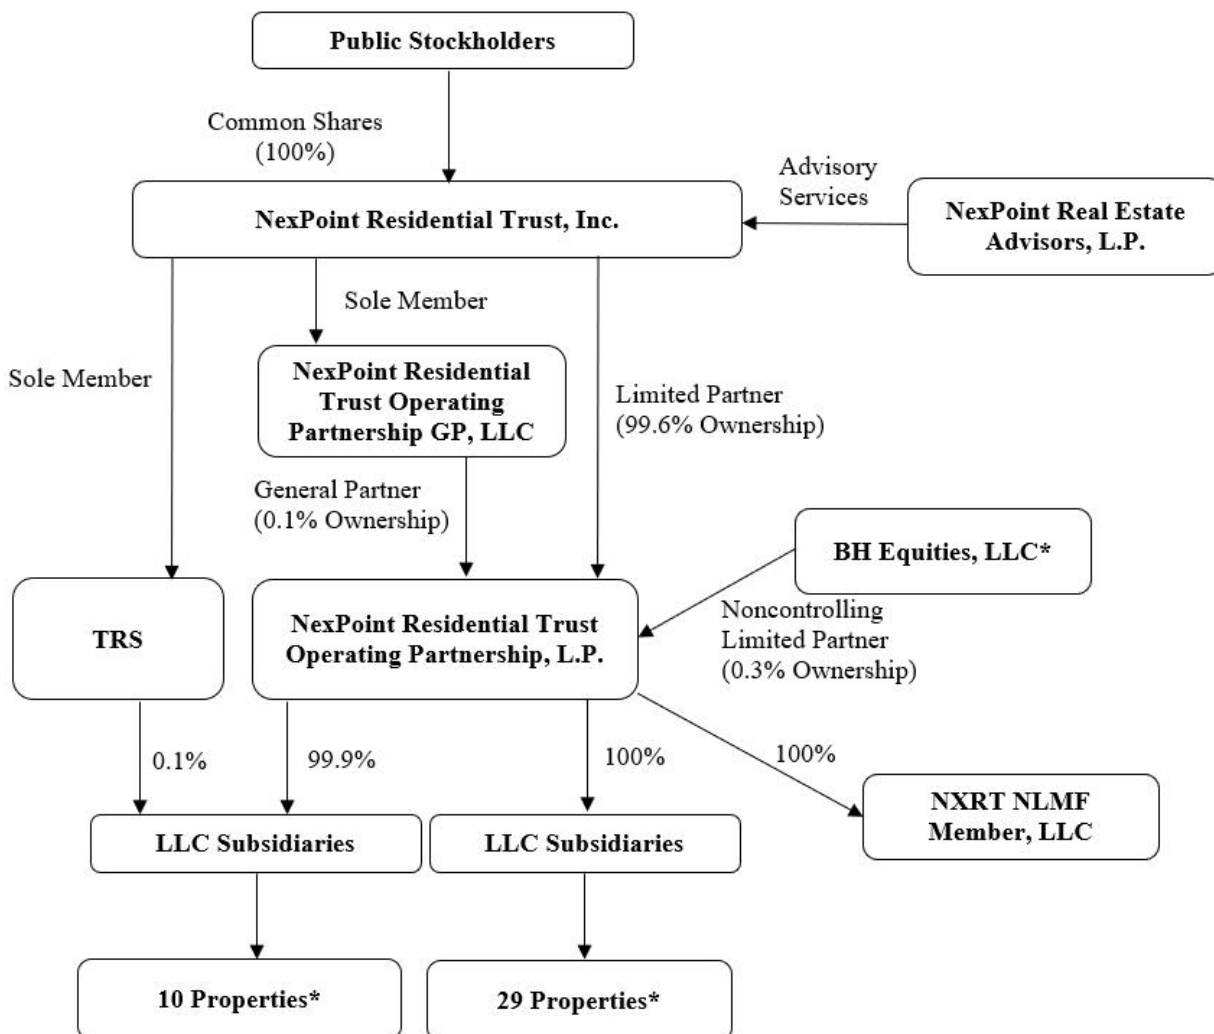 Public Stockholders
Common Shares
(100%)
Advisory
Services
NexPoint Residential Trust, Inc.
NexPoint Real Estate
Advisors, L.P.
Sole Member
Sole Member
NexPoint Residential
Trust Operating
Partnership GP, LLC
Limited Partner
(99.6% Ownership)
General Partner
(0.1% Ownership)
BH Equities, LLC*
TRS
NexPoint Residential Trust
Operating Partnership, L.P.
Noncontrolling
Limited Partner
(0.3% Ownership)
0.1%
99.9%
100%
100%
NXRT NLMF
Member, LLC
LLC Subsidiaries
LLC Subsidiaries
10 Properties*
29 Properties*